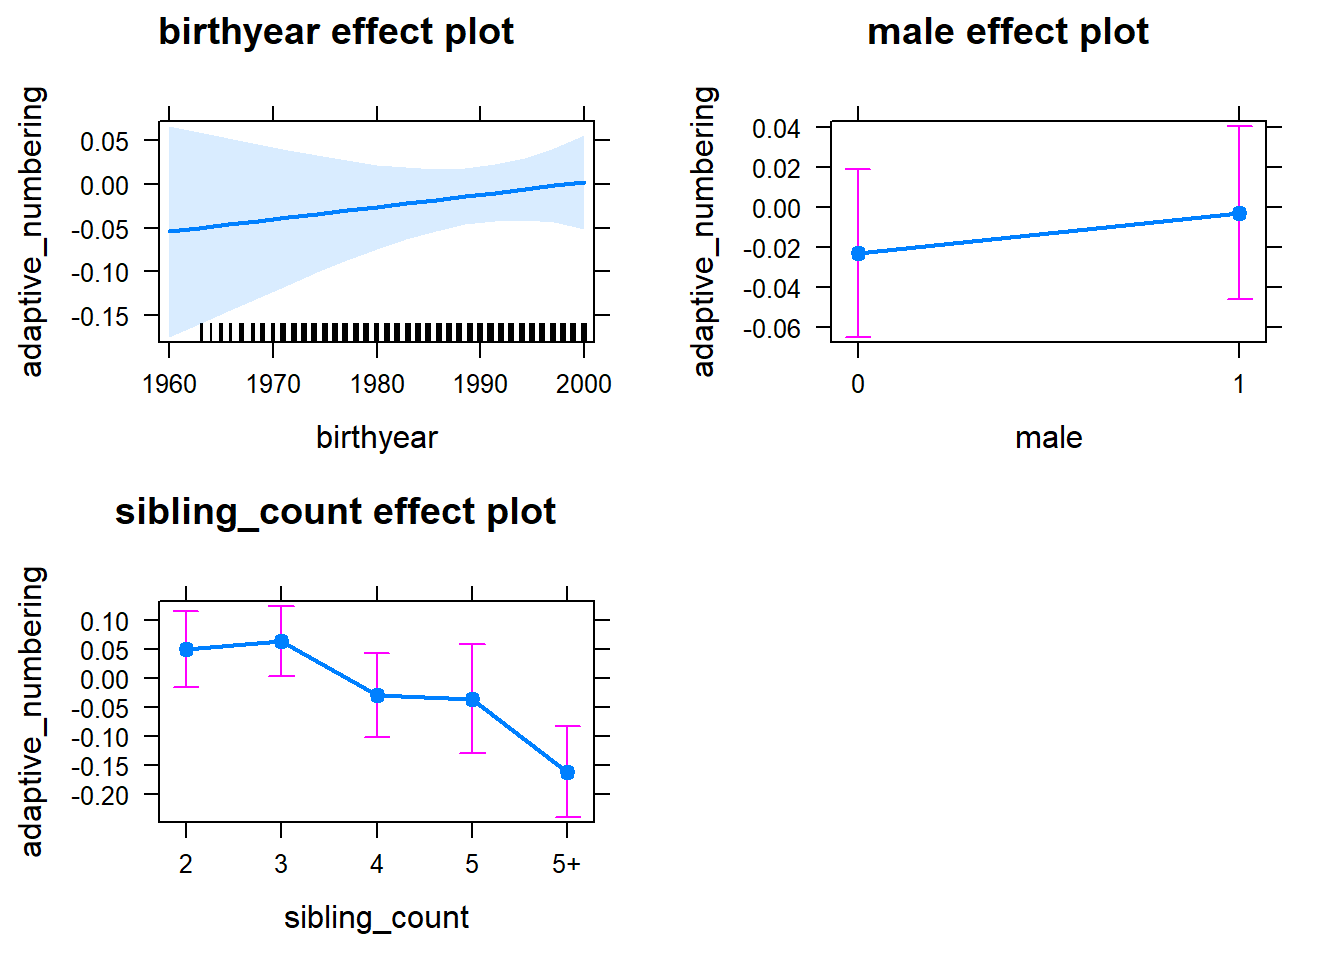 birthyear effect plot
adaptive_numbering
0.05
0.00
-0.05
-0.10
-0.15
1960 1970 1980 1990 2000
birthyear
male effect plot
adaptive_numbering
0.04
0.02
0.00
-0.02
-0.04
-0.06
0 1
male
sibling_count effect plot
adaptive_numbering
0.10
0.05
0.00
-0.05
-0.10
-0.15
-0.20
2 3 4 5 5+
sibling_count